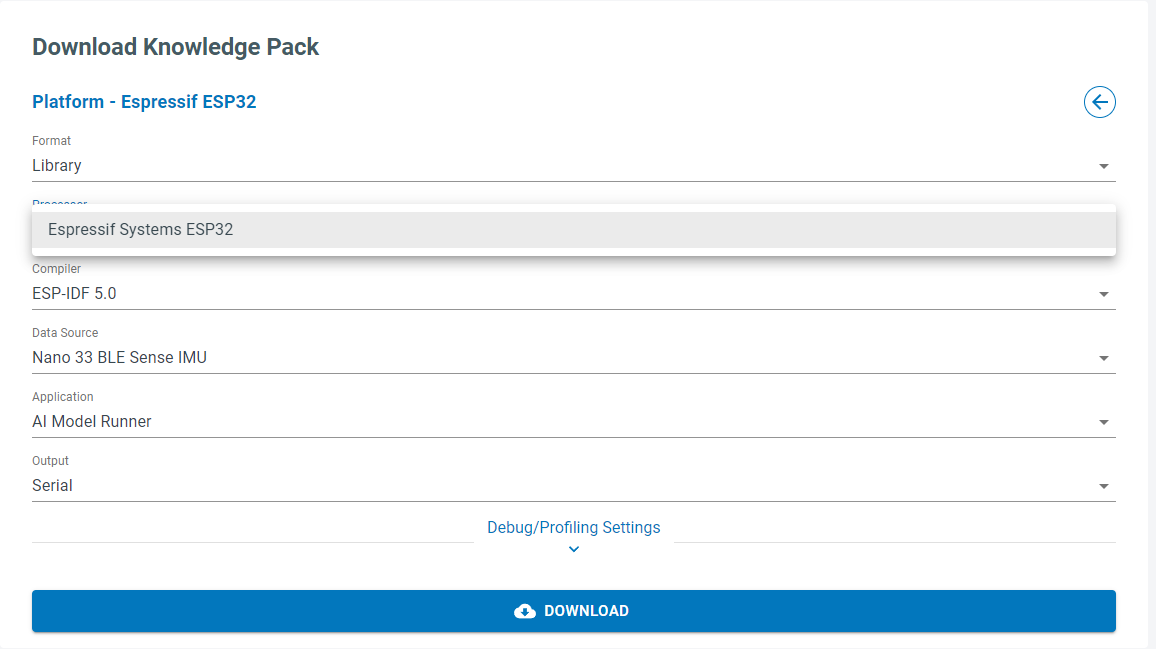 Download Knowledge Pack
Platform - Espressif ESP32
Format
Library
Processor
Espressif Systems ESP32
Compiler
ESP-IDF 5.0
Data Source
Nano 33 BLE Sense IMU
Application
AI Model Runner
Output
Serial
Debug/Profiling Settings
DOWNLOAD